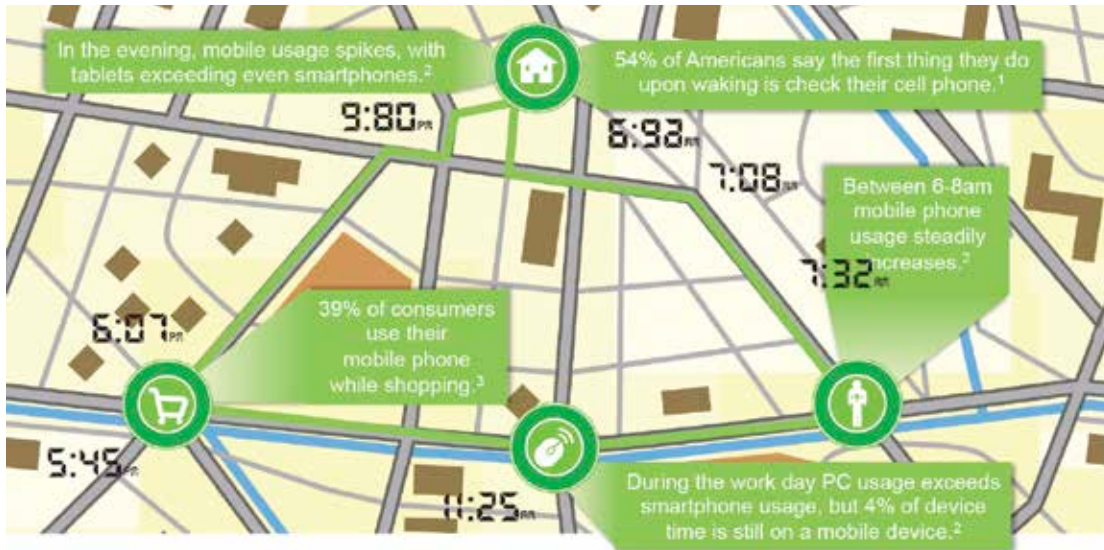 In the evening, mobile usage spikes, with
tablets exceeding even smartphones.2
54% of Americans say the first thing they do
upon waking is check their cell phone.1
9:80PM
6:93AM
7:08AM
Between 6-8am
mobile phone
usage steadily
increases.2
7:32AM
39% of consumers
use their
mobile phone
while shopping.3
6:07PM
5:45PM
11:25AM
During the work day PC usage exceeds
smartphone usage, but 4% of device
time is still on a mobile device.2